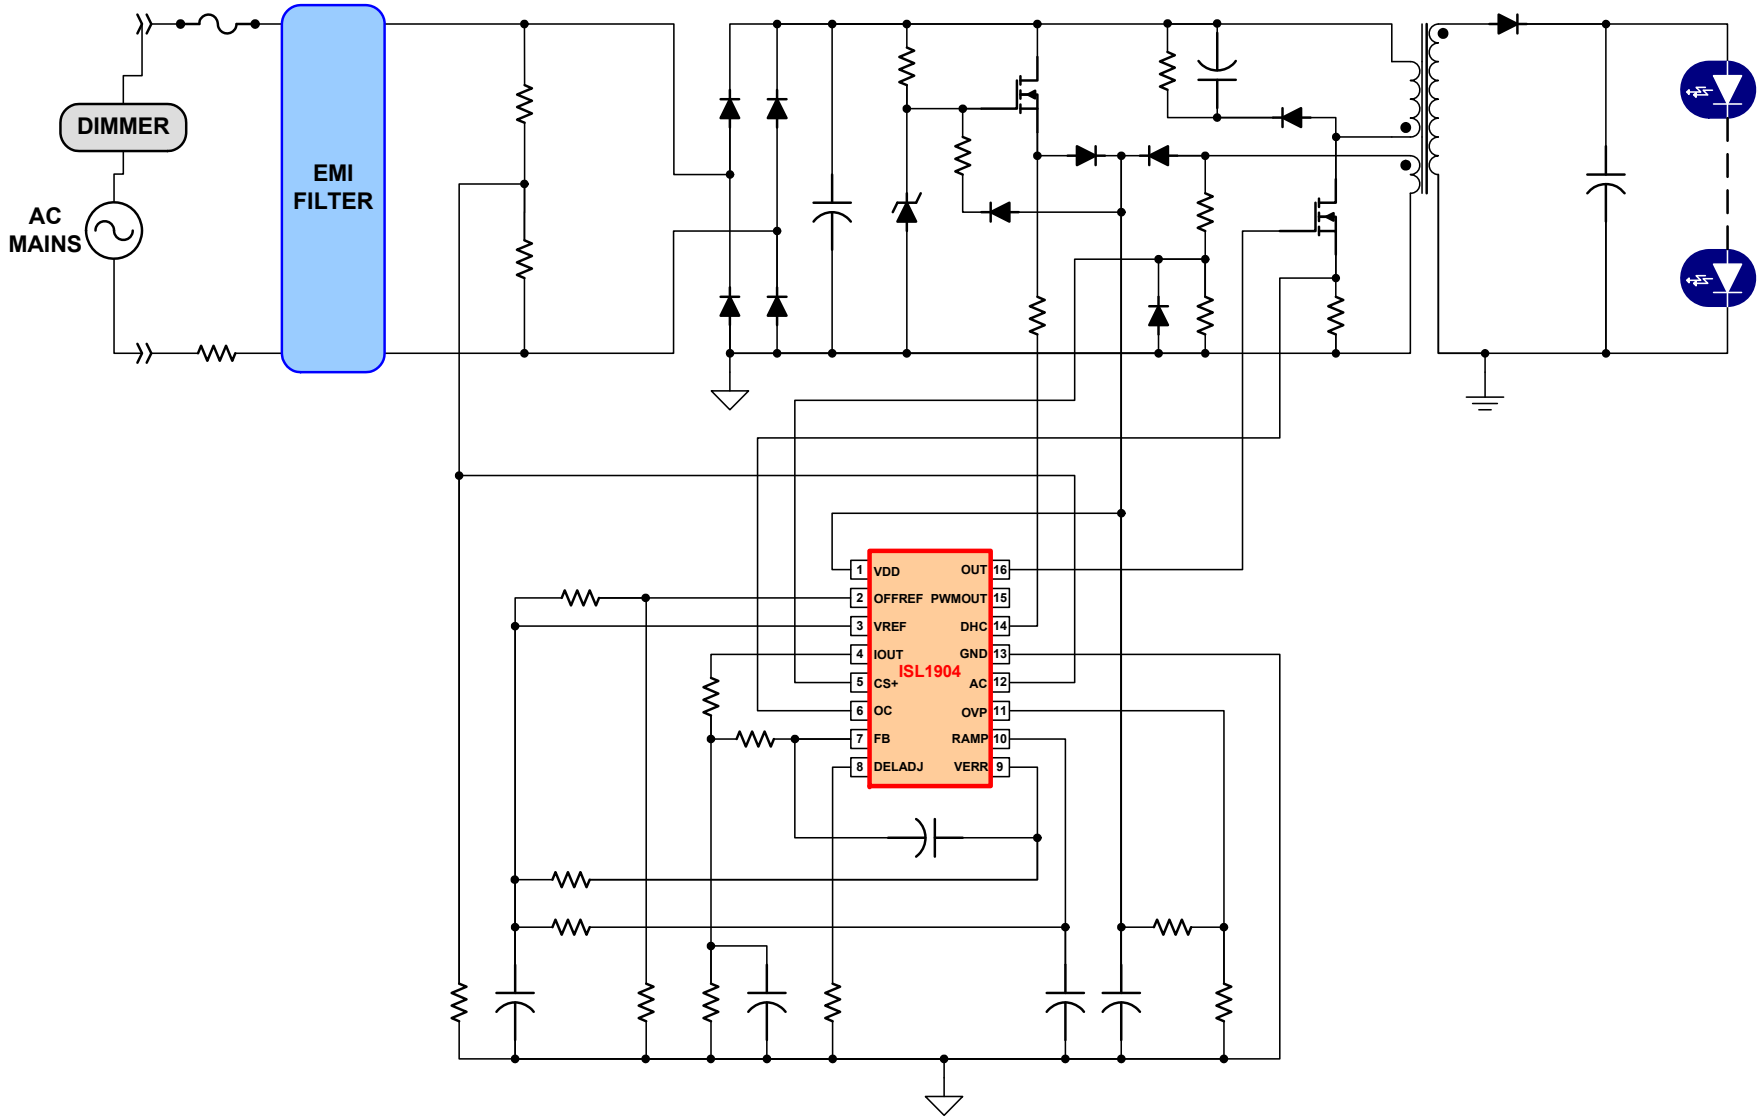 DIMMER
AC
MAINS
EMI
FILTER
1 VDD OUT 16
2 OFFREF PWMOUT 15
3 VREF DHC 14
4 IOUT GND 13
ISL1904
5 CS+ AC 12
6 OC OVP 11
7 FB RAMP 10
8 DELADJ VERR 9